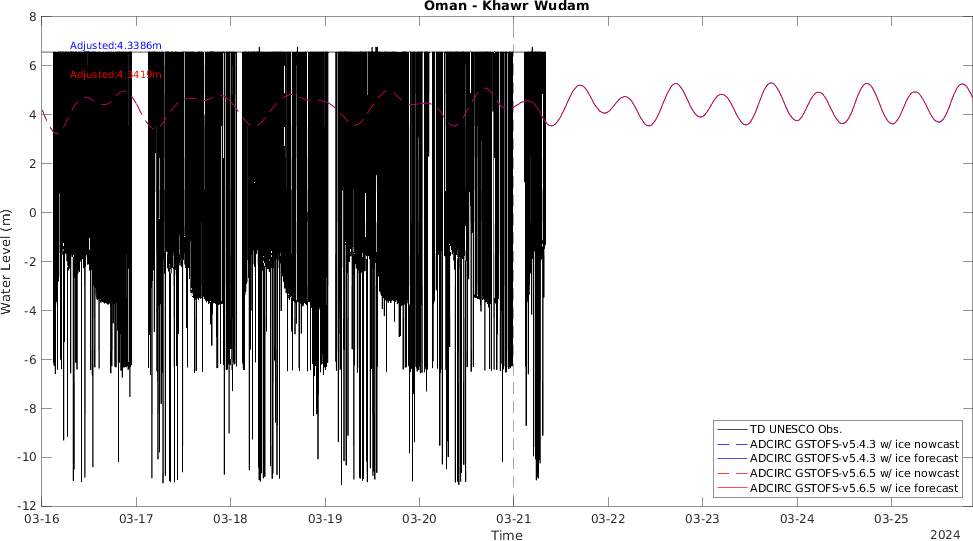 Oman - Khawr Wudam
8
6
4
2
0
-2
-4
-6
-8
-10
-12
Water Level (m)
Adjusted:4.3386m
Adjusted:4.3419m
TD UNESCO Obs.
ADCIRC GSTOFS-v5.4.3 w/ ice nowcast
ADCIRC GSTOFS-v5.4.3 w/ ice forecast
ADCIRC GSTOFS-v5.6.5 w/ ice nowcast
ADCIRC GSTOFS-v5.6.5 w/ ice forecast
03-16 03-17 03-18 03-19 03-20 03-21 03-22 03-23 03-24 03-25
Time
2024